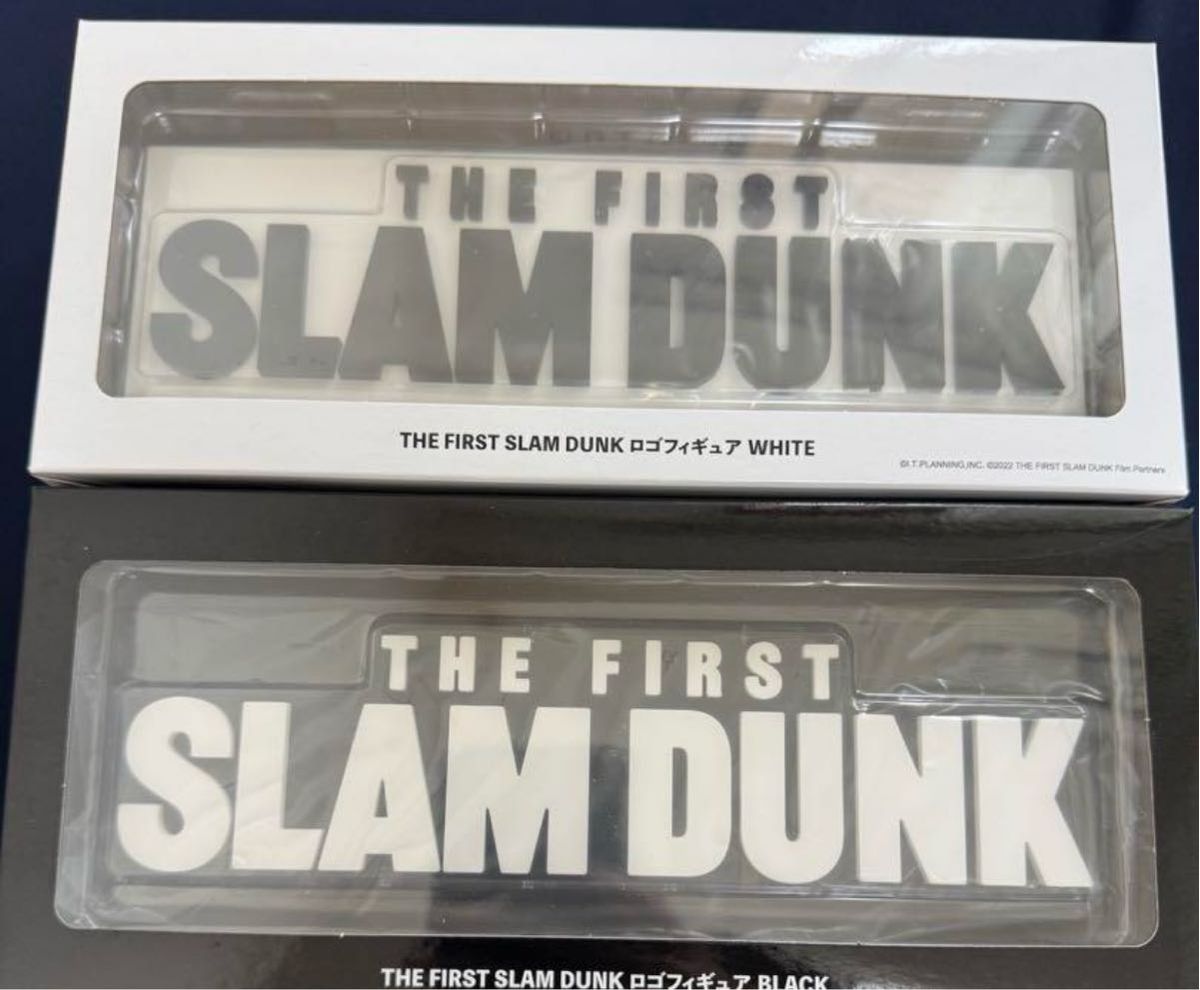 THE FIRST
SLAM DUNK
THE FIRST SLAM DUNK ロゴフィギュア WHITE
©I.T.PLANNING,INC. ©2022 THE FIRST SLAM DUNK Film Partners
THE FIRST
SLAM DUNK
THE FIRST SLAM DUNK ロゴフィギュア BLACK